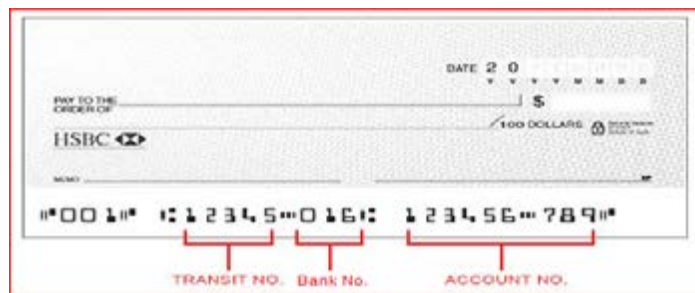 DATE 2 0
Y Y Y Y M M D D
PAY TO THE
ORDER OF
$
/100 DOLLARS
HSBC
MEMO
⑈001⑈ ⑆12345⑉016⑆ 123456⑉789⑈
TRANSIT NO. Bank No. ACCOUNT NO.